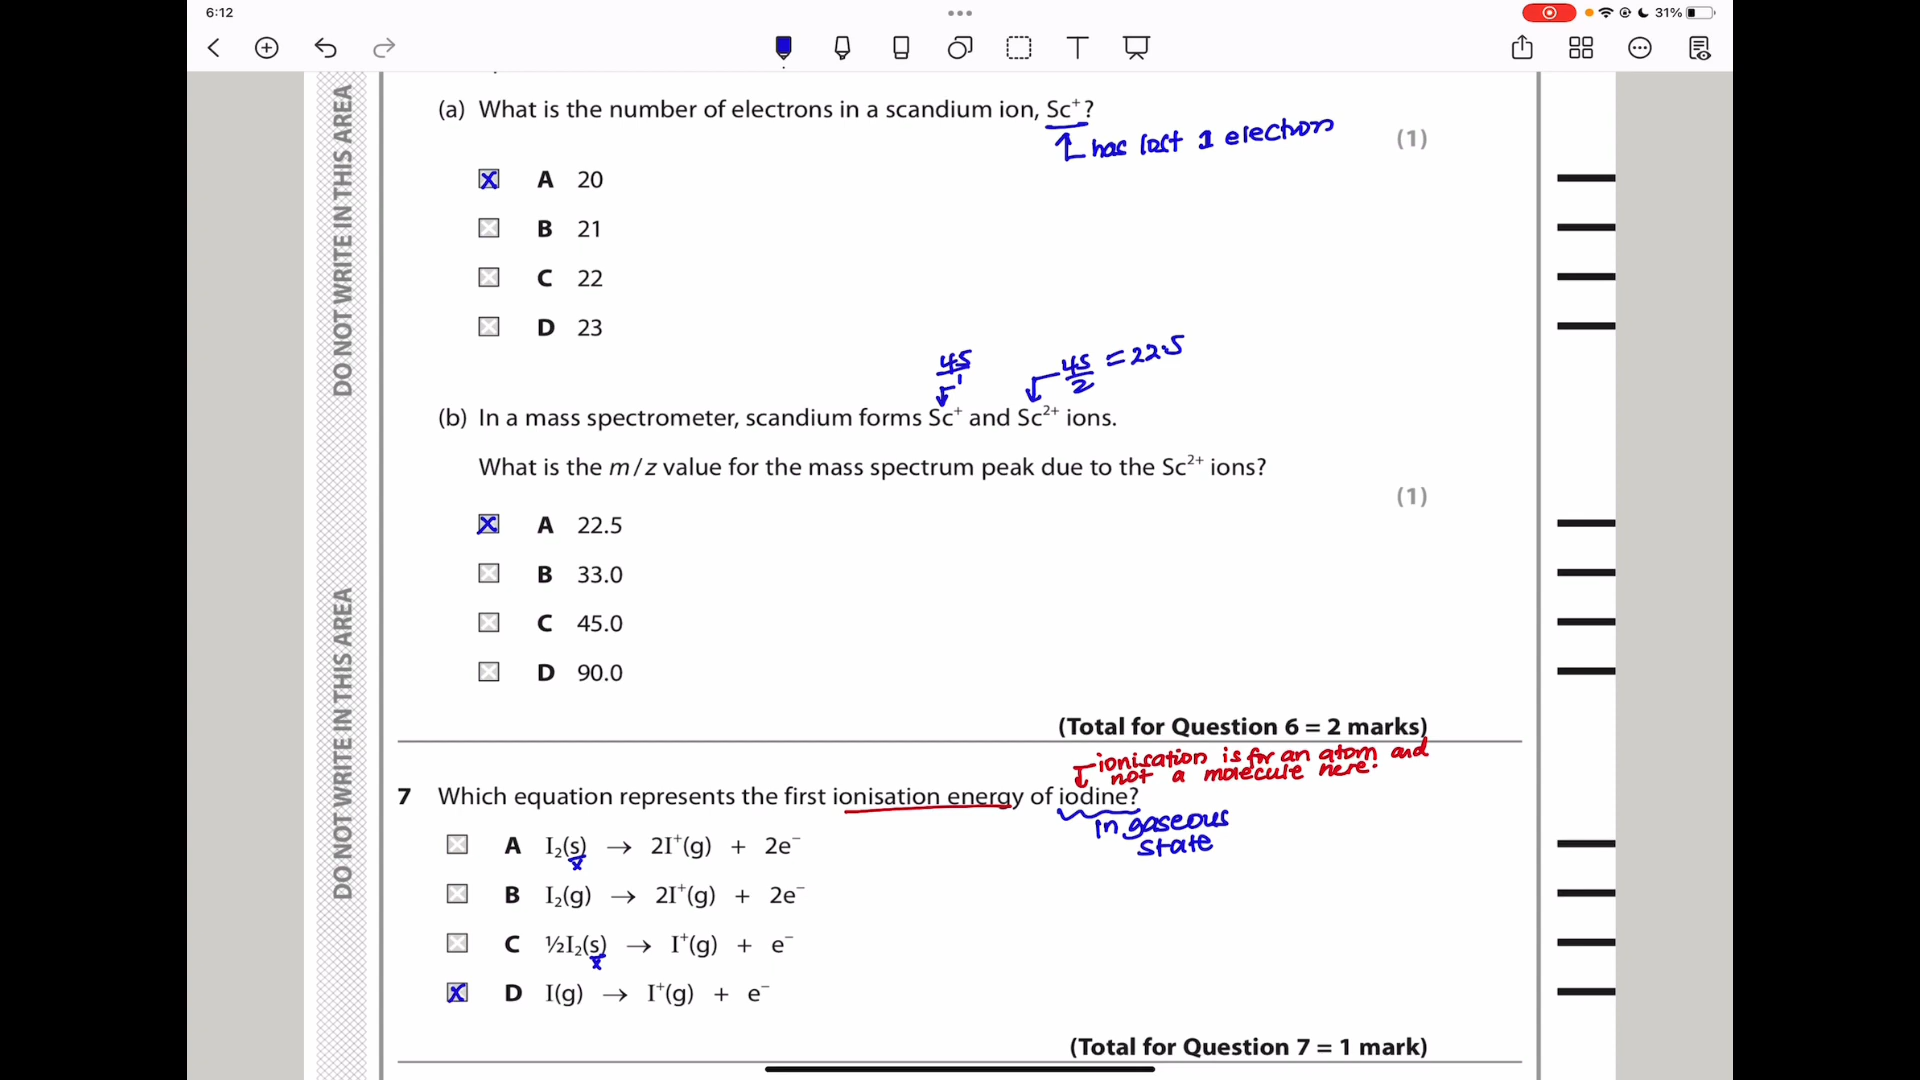 6:12
31%
(a) What is the number of electrons in a scandium ion, Sc⁺?
has lost 1 electron
(1)
A 20
B 21
C 22
D 23
45/1
45/2 = 22.5
(b) In a mass spectrometer, scandium forms Sc⁺ and Sc²⁺ ions.
What is the m/z value for the mass spectrum peak due to the Sc²⁺ ions?
(1)
A 22.5
B 33.0
C 45.0
D 90.0
(Total for Question 6 = 2 marks)
ionisation is for an atom and
not a molecule here.
7 Which equation represents the first ionisation energy of iodine?
in gaseous
state
A I₂(s) → 2I⁺(g) + 2e⁻
x
B I₂(g) → 2I⁺(g) + 2e⁻
C ½I₂(s) → I⁺(g) + e⁻
x
D I(g) → I⁺(g) + e⁻
(Total for Question 7 = 1 mark)
DO NOT WRITE IN THIS AREA
DO NOT WRITE IN THIS AREA